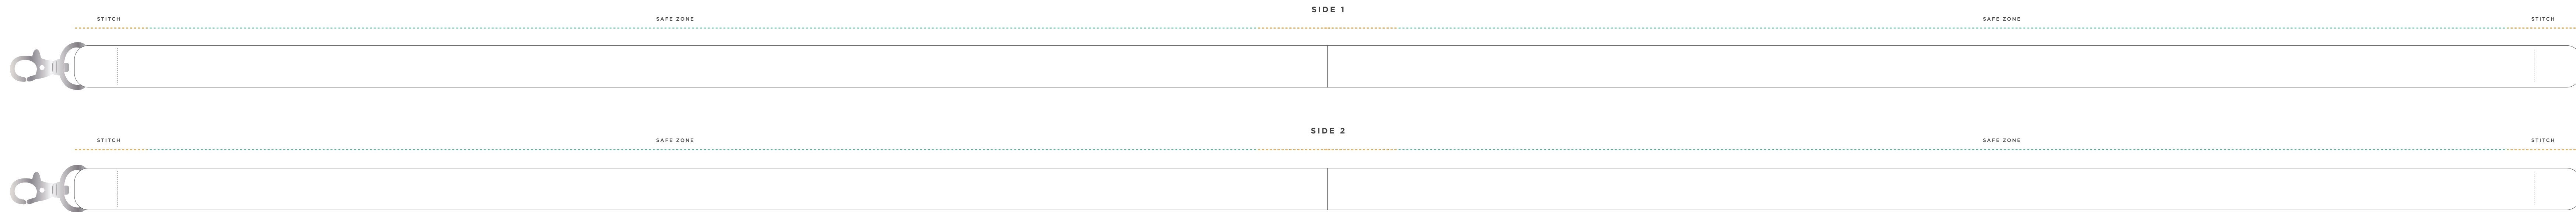 SIDE 1
STITCH SAFE ZONE SAFE ZONE STITCH
SIDE 2
STITCH SAFE ZONE SAFE ZONE STITCH